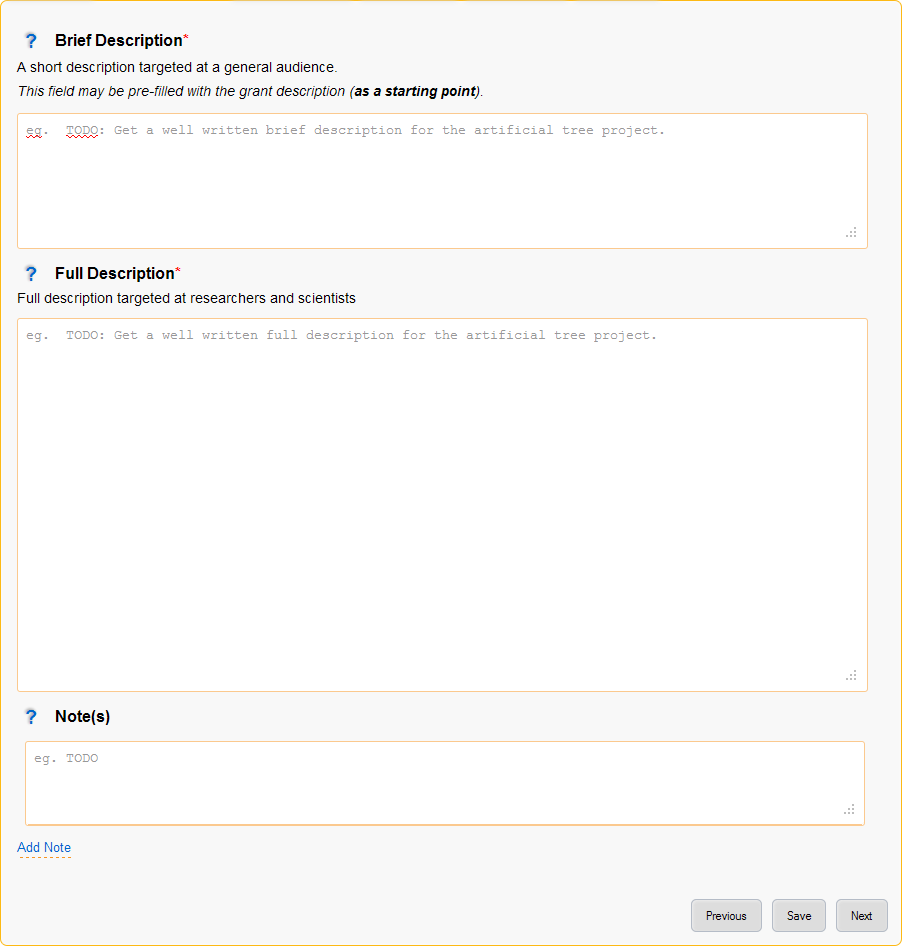 ? Brief Description*
A short description targeted at a general audience.
This field may be pre-filled with the grant description (as a starting point).
eg.  TODO: Get a well written brief description for the artificial tree project.
? Full Description*
Full description targeted at researchers and scientists
eg.  TODO: Get a well written full description for the artificial tree project.
? Note(s)
eg. TODO
Add Note
Previous Save Next